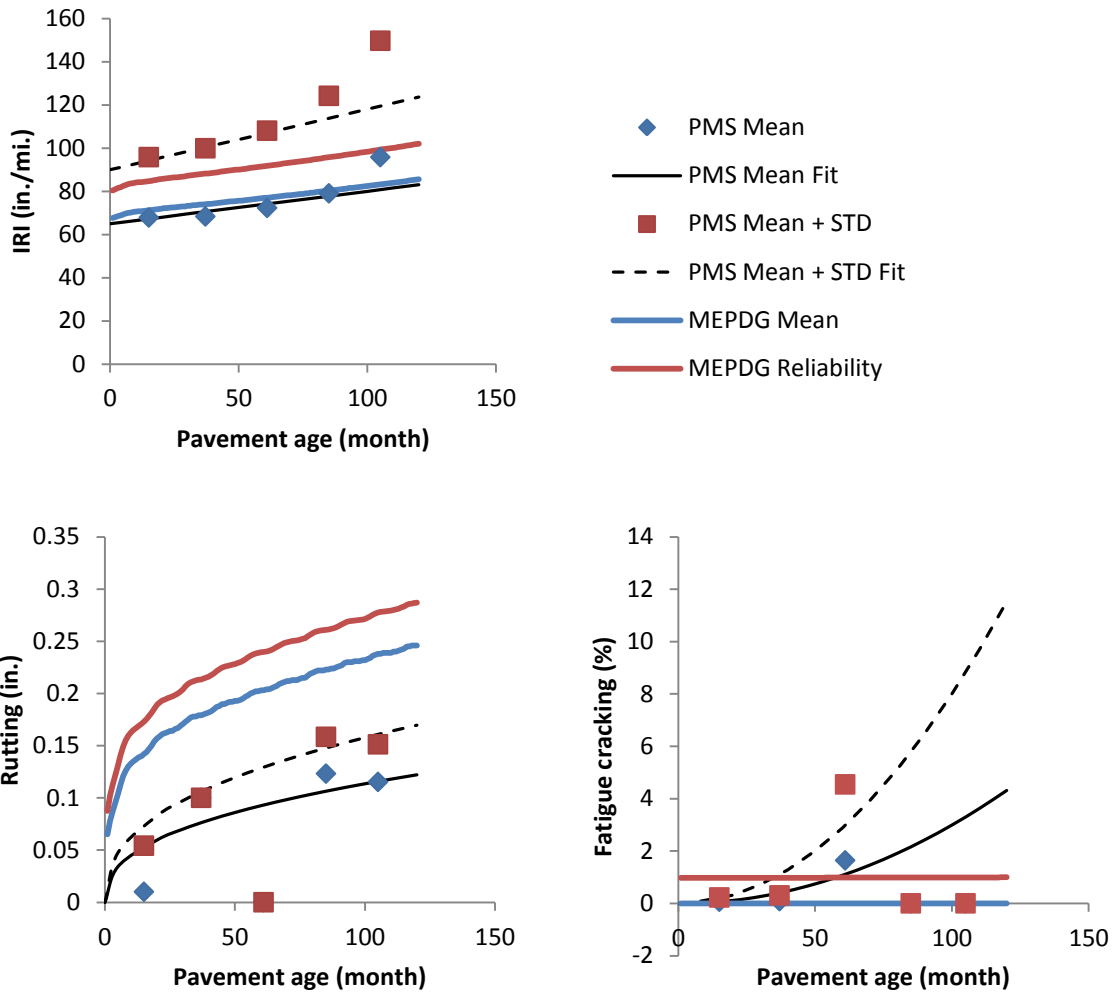 160
140
120
100
80
60
40
20
0
IRI (in./mi.)
0 50 100 150
Pavement age (month)
PMS Mean
PMS Mean Fit
PMS Mean + STD
PMS Mean + STD Fit
MEPDG Mean
MEPDG Reliability
0.35
0.3
0.25
0.2
0.15
0.1
0.05
0
Rutting (in.)
0 50 100 150
Pavement age (month)
14
12
10
8
6
4
2
0
-2
Fatigue cracking (%)
0 50 100 150
Pavement age (month)